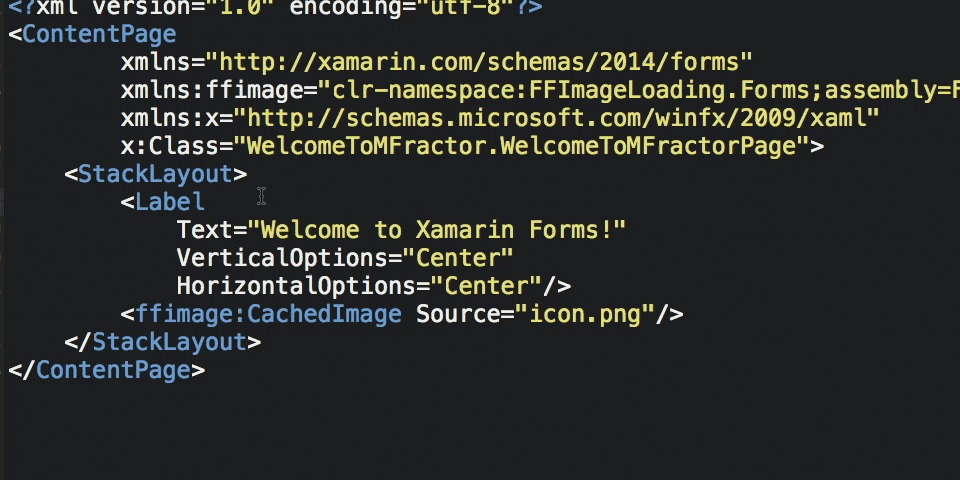 <?xml version="1.0" encoding="utf-8"?>
<ContentPage
xmlns="http://xamarin.com/schemas/2014/forms"
xmlns:ffimage="clr-namespace:FFImageLoading.Forms;assembly=F
xmlns:x="http://schemas.microsoft.com/winfx/2009/xaml"
x:Class="WelcomeToMFractor.WelcomeToMFractorPage">
<StackLayout>
<Label
Text="Welcome to Xamarin Forms!"
VerticalOptions="Center"
HorizontalOptions="Center"/>
<ffimage:CachedImage Source="icon.png"/>
</StackLayout>
</ContentPage>